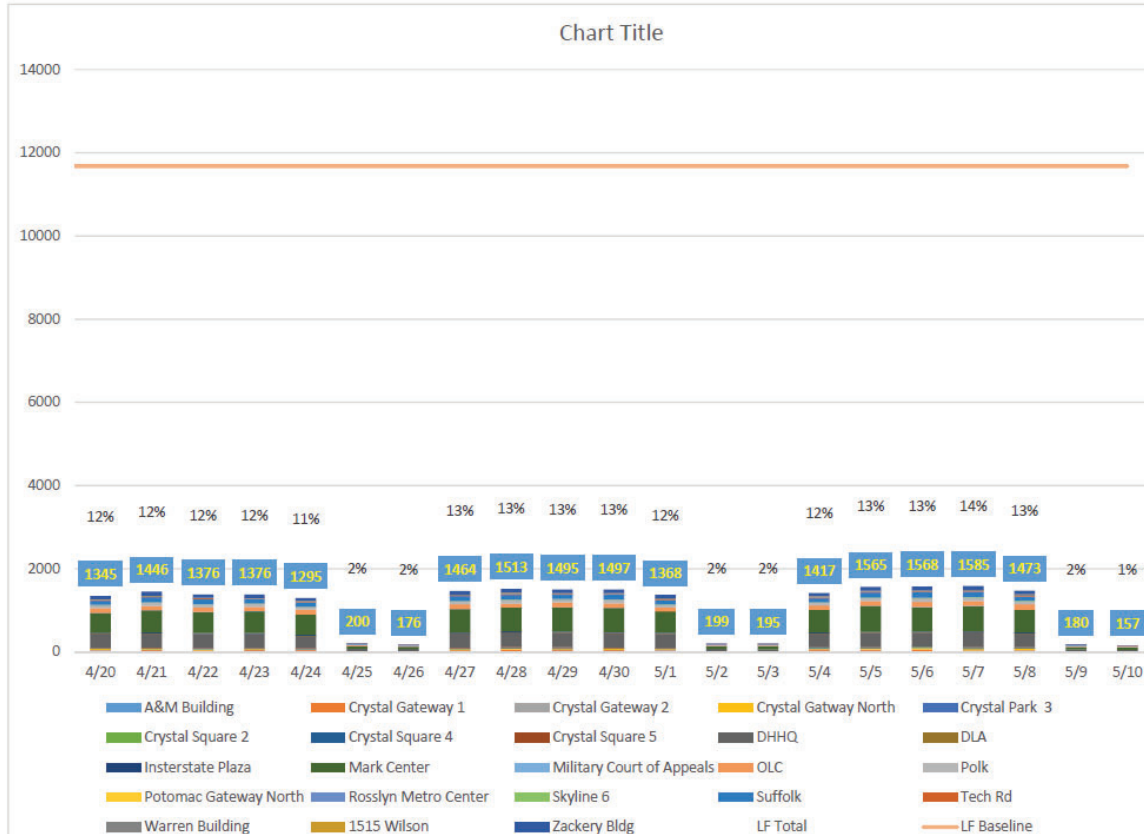 Chart Title
14000
12000
10000
8000
6000
4000
2000
0
12% 12% 12% 12% 11% 2% 2% 13% 13% 13% 13% 12% 2% 2% 12% 13% 13% 14% 13% 2% 1%
1345 1446 1376 1376 1295 200 176 1464 1513 1495 1497 1368 199 195 1417 1565 1568 1585 1473 180 157
4/20 4/21 4/22 4/23 4/24 4/25 4/26 4/27 4/28 4/29 4/30 5/1 5/2 5/3 5/4 5/5 5/6 5/7 5/8 5/9 5/10
A&M Building Crystal Gateway 1 Crystal Gateway 2 Crystal Gatway North Crystal Park 3
Crystal Square 2 Crystal Square 4 Crystal Square 5 DHHQ DLA
Insterstate Plaza Mark Center Military Court of Appeals OLC Polk
Potomac Gateway North Rosslyn Metro Center Skyline 6 Suffolk Tech Rd
Warren Building 1515 Wilson Zackery Bldg LF Total LF Baseline